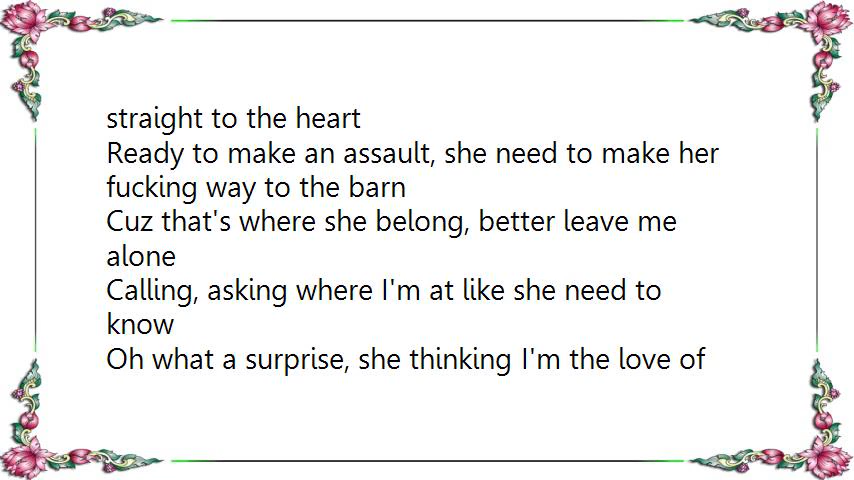 straight to the heart
Ready to make an assault, she need to make her
fucking way to the barn
Cuz that's where she belong, better leave me
alone
Calling, asking where I'm at like she need to
know
Oh what a surprise, she thinking I'm the love of